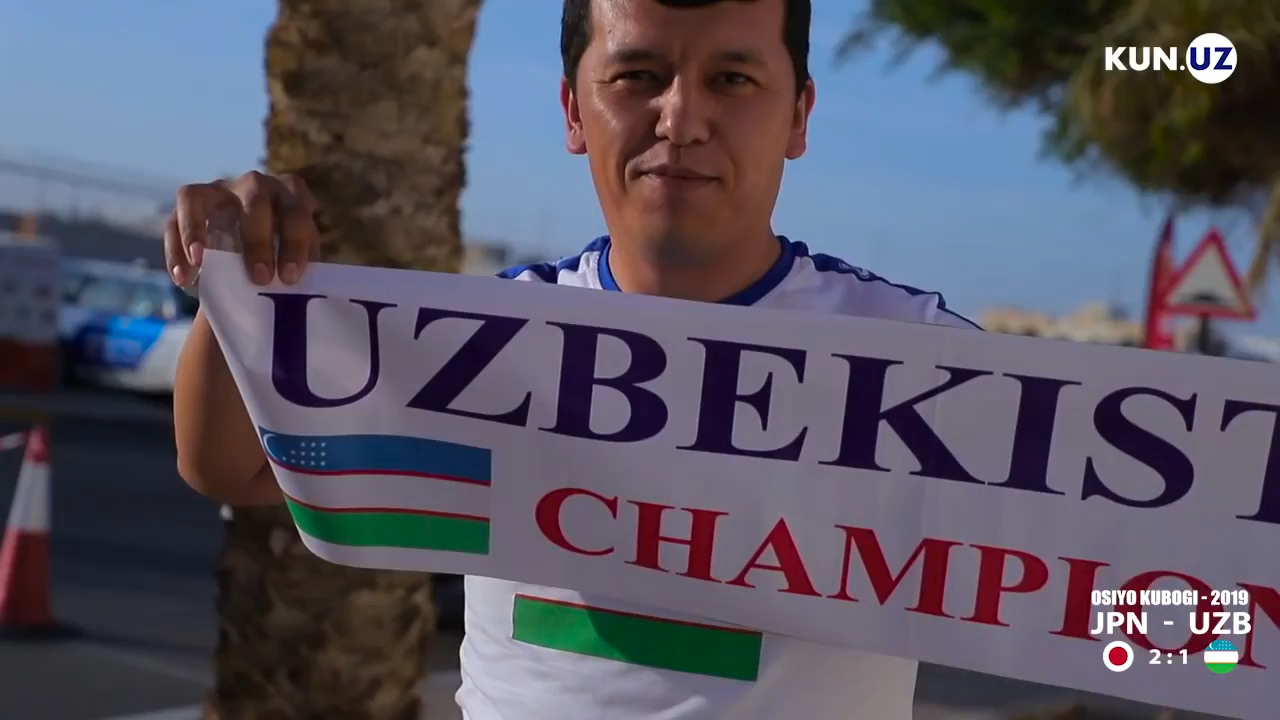 KUN.UZ
UZBEKIST
CHAMPION
OSIYO KUBOGI - 2019
JPN - UZB
2:1